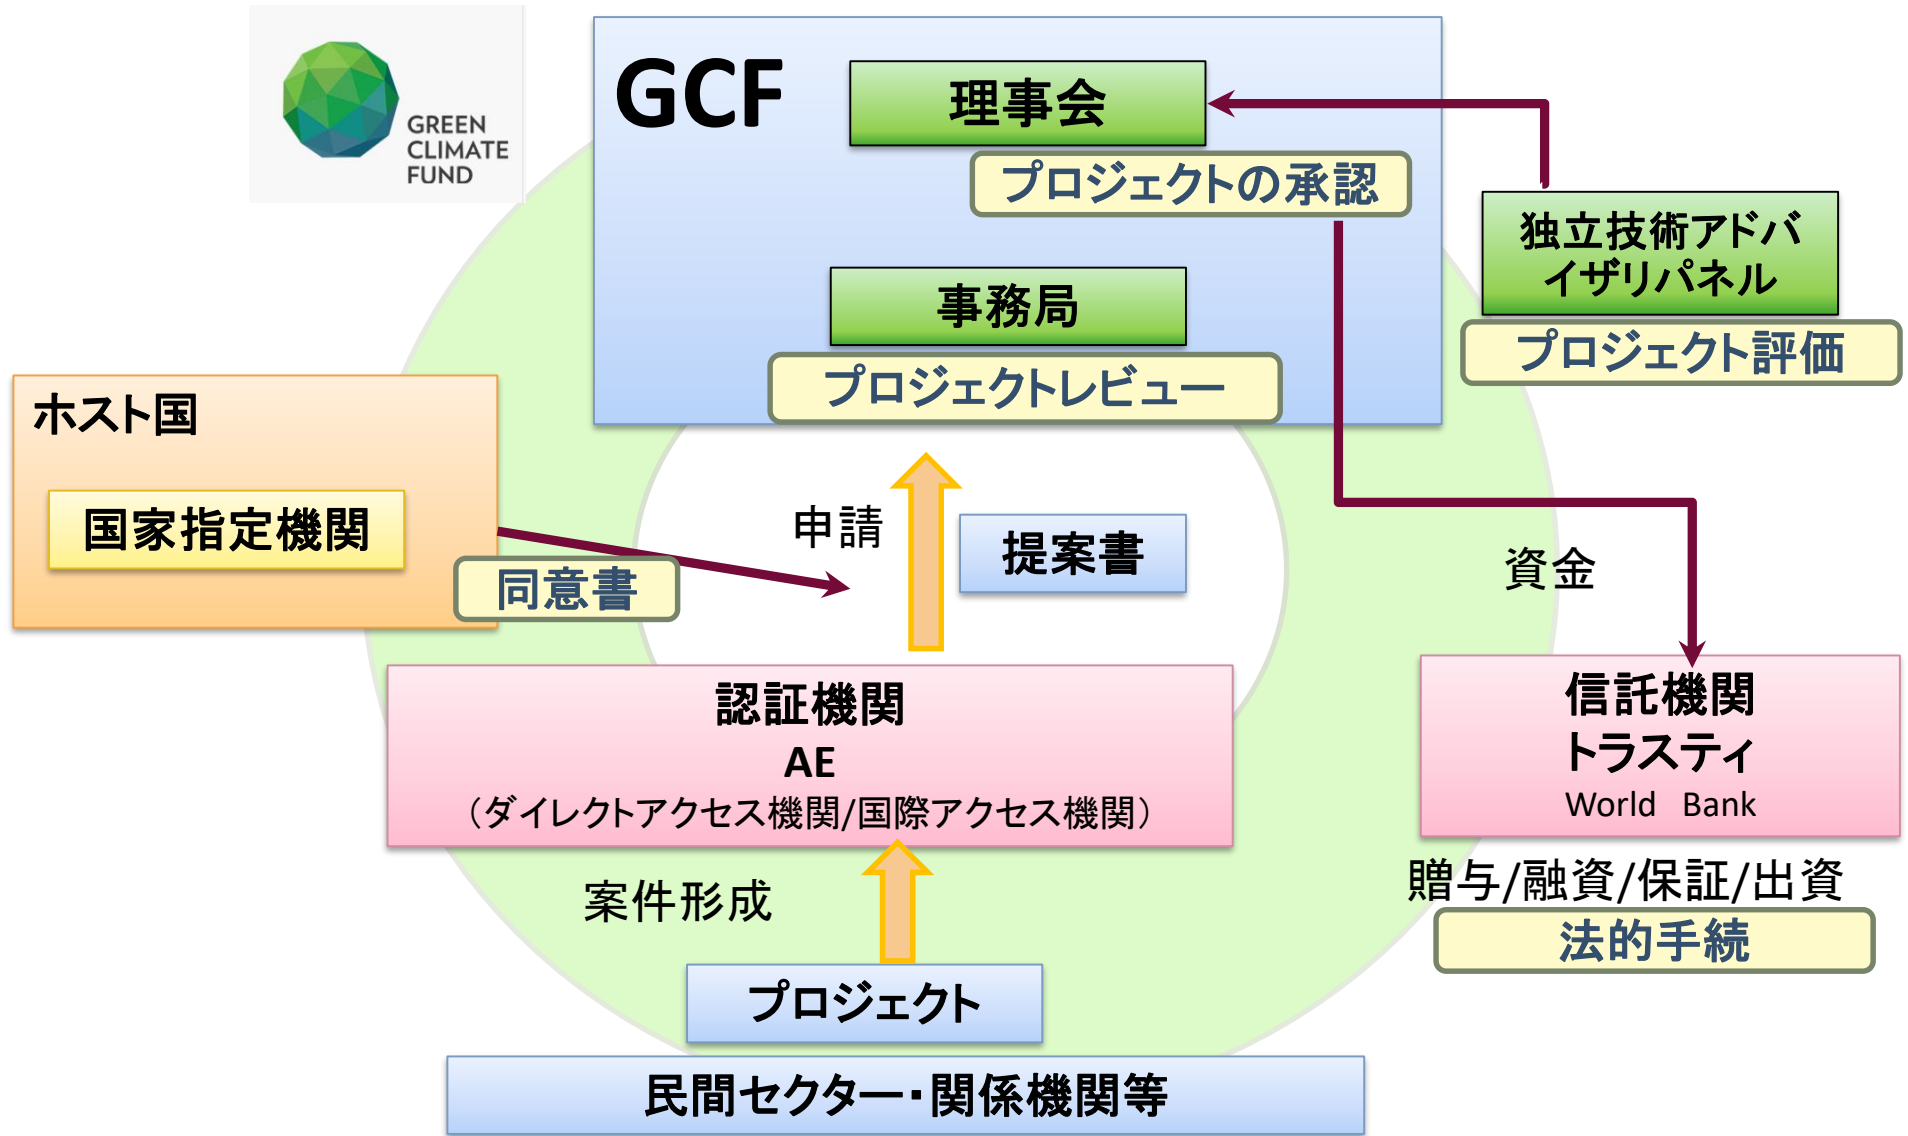 GREEN
CLIMATE
FUND
GCF
理事会
プロジェクトの承認
独立技術アドバ
イザリパネル
プロジェクト評価
事務局
プロジェクトレビュー
ホスト国
国家指定機関
同意書
申請
提案書
資金
認証機関
AE
（ダイレクトアクセス機関/国際アクセス機関）
信託機関
トラスティ
World Bank
贈与/融資/保証/出資
法的手続
案件形成
プロジェクト
民間セクター・関係機関等